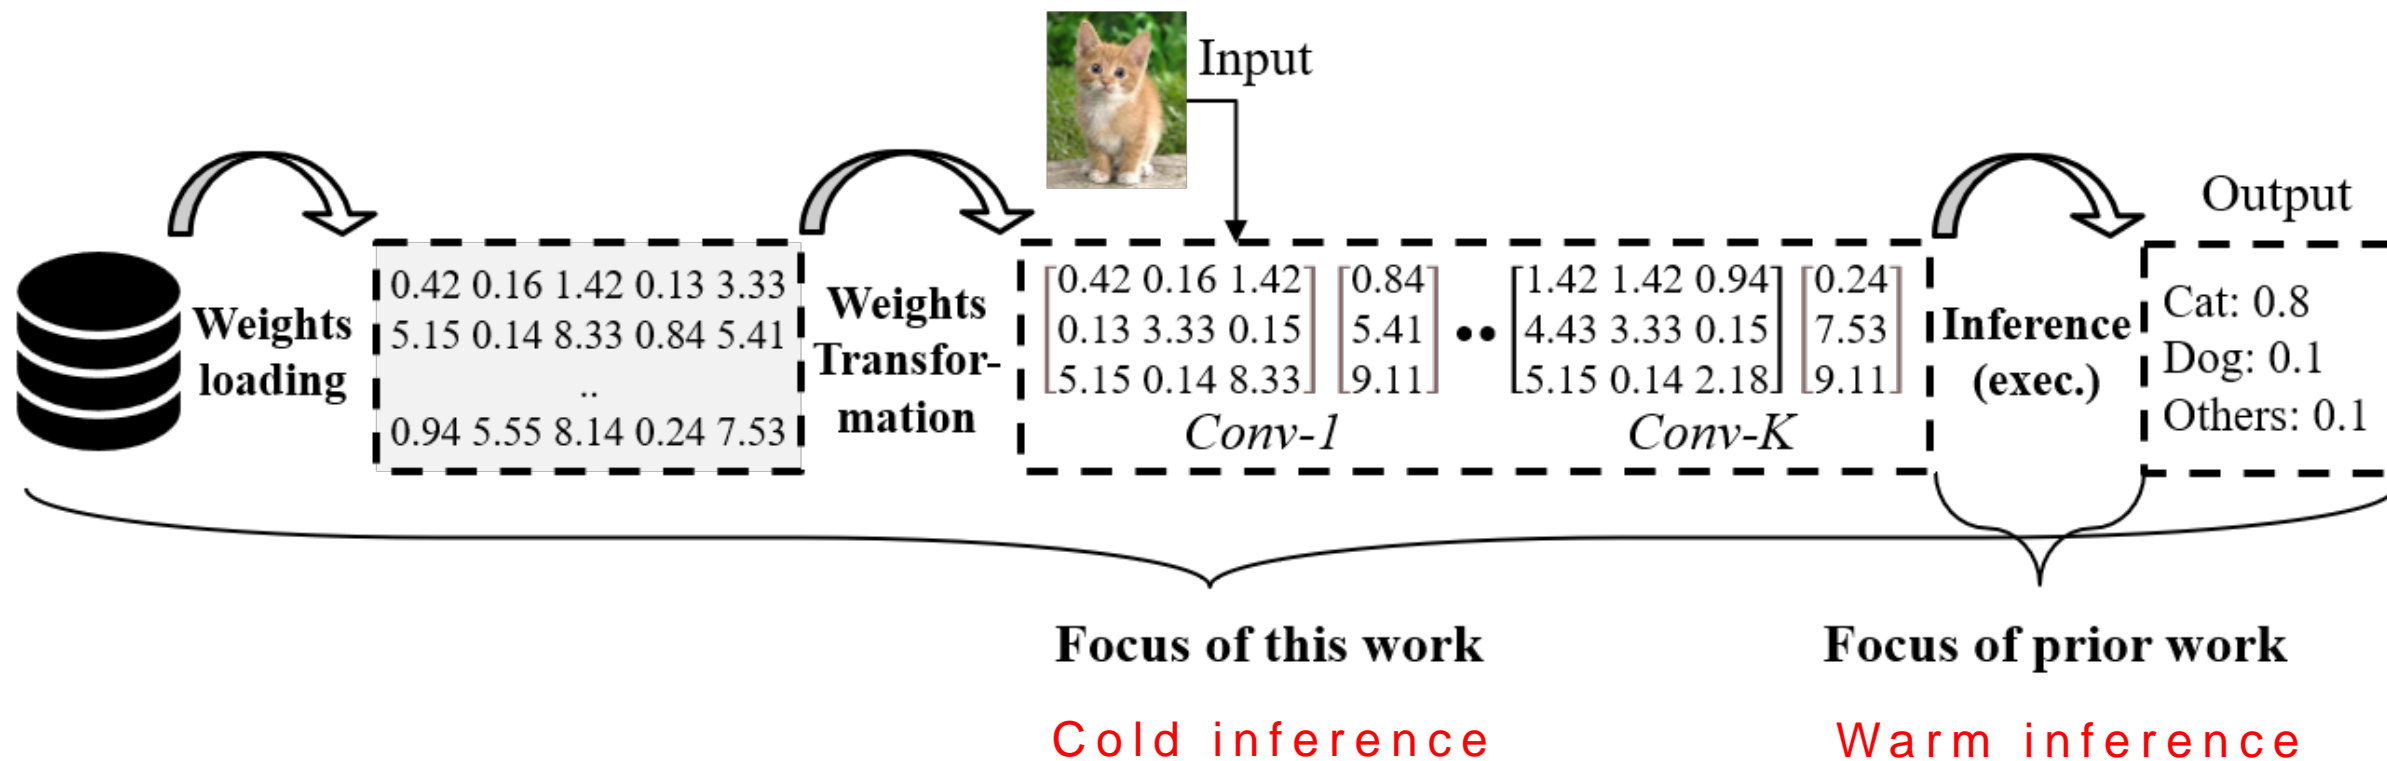 Input
Output
Weights
loading
0.42 0.16 1.42 0.13 3.33
5.15 0.14 8.33 0.84 5.41
..
0.94 5.55 8.14 0.24 7.53
Weights
Transfor-
mation
0.42 0.16 1.42
0.13 3.33 0.15
5.15 0.14 8.33
0.84
5.41
9.11
Conv-1
••
1.42 1.42 0.94
4.43 3.33 0.15
5.15 0.14 2.18
0.24
7.53
9.11
Conv-K
Inference
(exec.)
Cat: 0.8
Dog: 0.1
Others: 0.1
Focus of this work
Focus of prior work
Cold inference
Warm inference